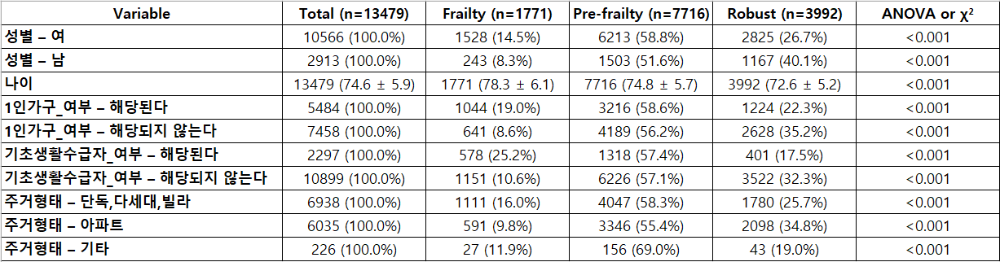 Variable Total (n=13479) Frailty (n=1771) Pre-frailty (n=7716) Robust (n=3992) ANOVA or χ²
성별 – 여 10566 (100.0%) 1528 (14.5%) 6213 (58.8%) 2825 (26.7%) <0.001
성별 – 남 2913 (100.0%) 243 (8.3%) 1503 (51.6%) 1167 (40.1%) <0.001
나이 13479 (74.6 ± 5.9) 1771 (78.3 ± 6.1) 7716 (74.8 ± 5.7) 3992 (72.6 ± 5.2) <0.001
1인가구_여부 – 해당된다 5484 (100.0%) 1044 (19.0%) 3216 (58.6%) 1224 (22.3%) <0.001
1인가구_여부 – 해당되지 않는다 7458 (100.0%) 641 (8.6%) 4189 (56.2%) 2628 (35.2%) <0.001
기초생활수급자_여부 – 해당된다 2297 (100.0%) 578 (25.2%) 1318 (57.4%) 401 (17.5%) <0.001
기초생활수급자_여부 – 해당되지 않는다 10899 (100.0%) 1151 (10.6%) 6226 (57.1%) 3522 (32.3%) <0.001
주거형태 – 단독,다세대,빌라 6938 (100.0%) 1111 (16.0%) 4047 (58.3%) 1780 (25.7%) <0.001
주거형태 – 아파트 6035 (100.0%) 591 (9.8%) 3346 (55.4%) 2098 (34.8%) <0.001
주거형태 – 기타 226 (100.0%) 27 (11.9%) 156 (69.0%) 43 (19.0%) <0.001